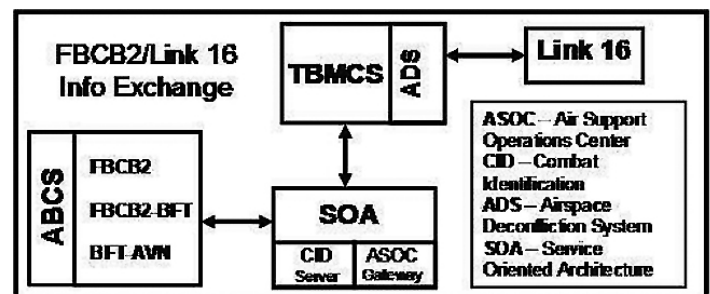 FBCB2/Link 16
Info Exchange
TBMCS
ADS
Link 16
ABCS
FBCB2
FBCB2-BFT
BFT-AVN
SOA
CID
Server
ASOC
Gateway
ASOC – Air Support
Operations Center
CID – Combat
Identification
ADS – Airspace
Deconfliction System
SOA – Service
Oriented Architecture